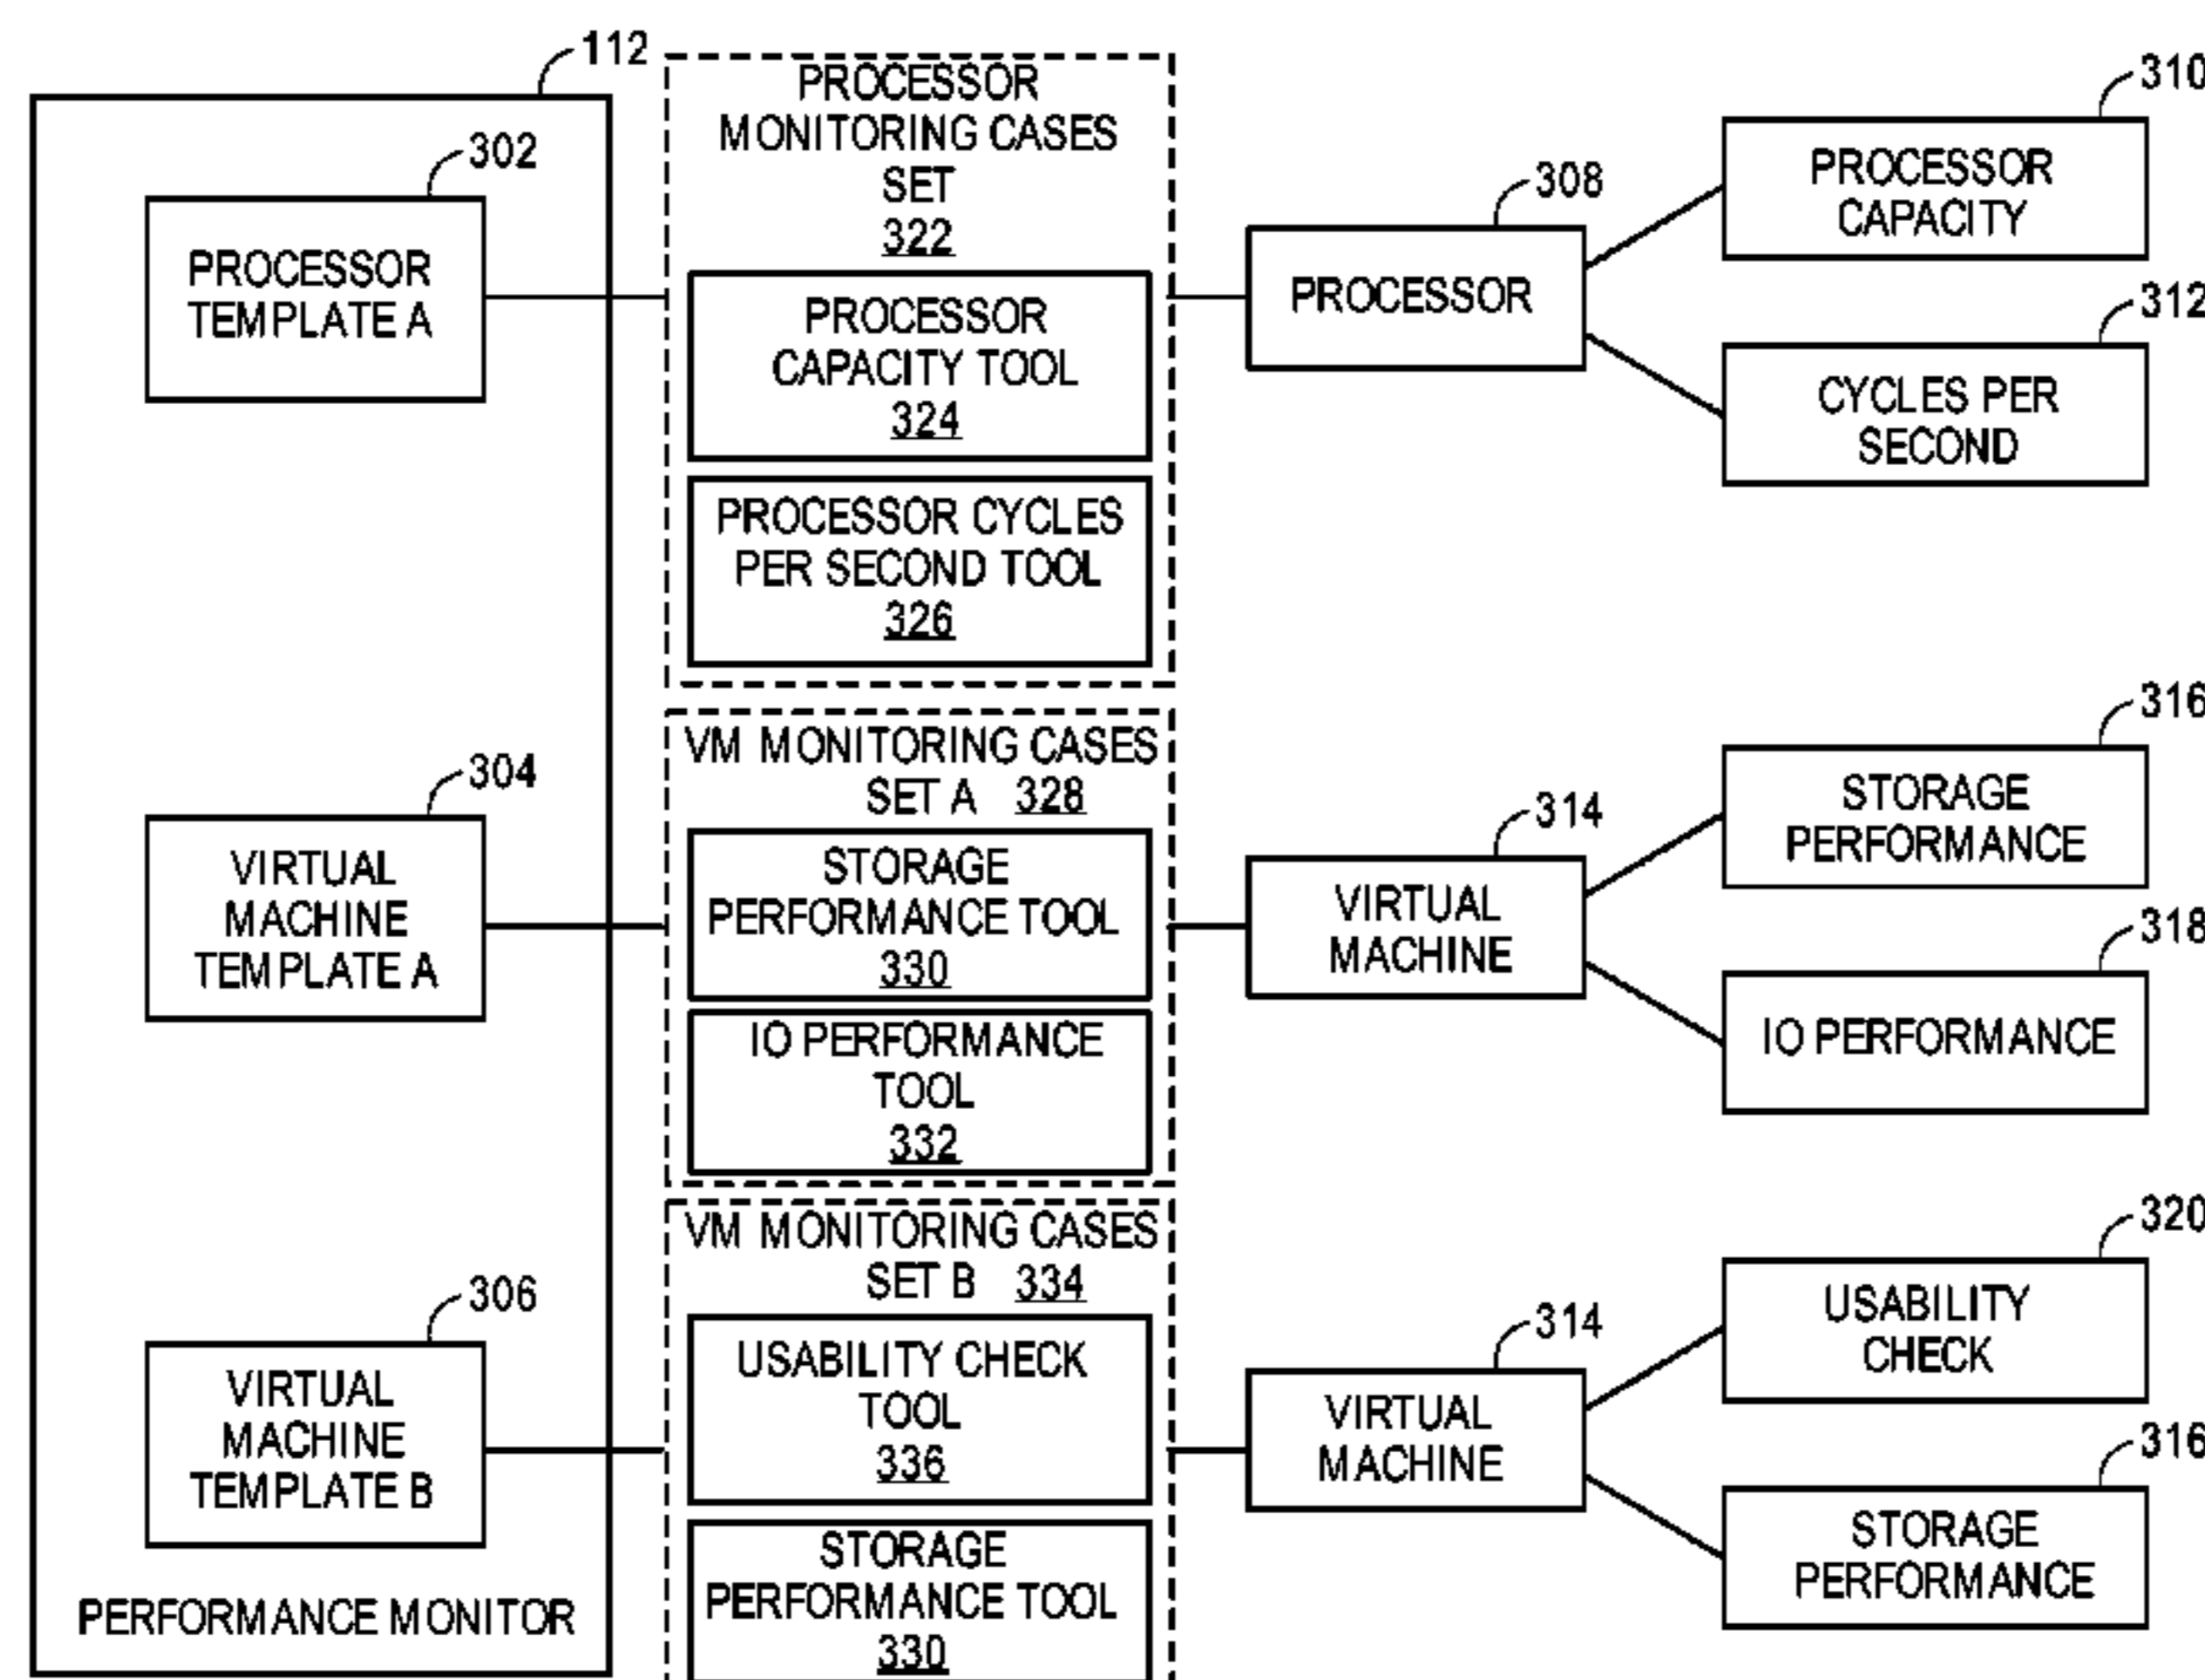 112
302
PROCESSOR
TEMPLATE A
304
VIRTUAL
MACHINE
TEMPLATE A
306
VIRTUAL
MACHINE
TEMPLATE B
PERFORMANCE MONITOR
PROCESSOR
MONITORING CASES
SET
322
PROCESSOR
CAPACITY TOOL
324
PROCESSOR CYCLES
PER SECOND TOOL
326
VM MONITORING CASES
SET A 328
STORAGE
PERFORMANCE TOOL
330
IO PERFORMANCE
TOOL
332
VM MONITORING CASES
SET B 334
USABILITY CHECK
TOOL
336
STORAGE
PERFORMANCE TOOL
330
308
PROCESSOR
310
PROCESSOR
CAPACITY
312
CYCLES PER
SECOND
314
VIRTUAL
MACHINE
316
STORAGE
PERFORMANCE
318
IO PERFORMANCE
314
VIRTUAL
MACHINE
320
USABILITY
CHECK
316
STORAGE
PERFORMANCE